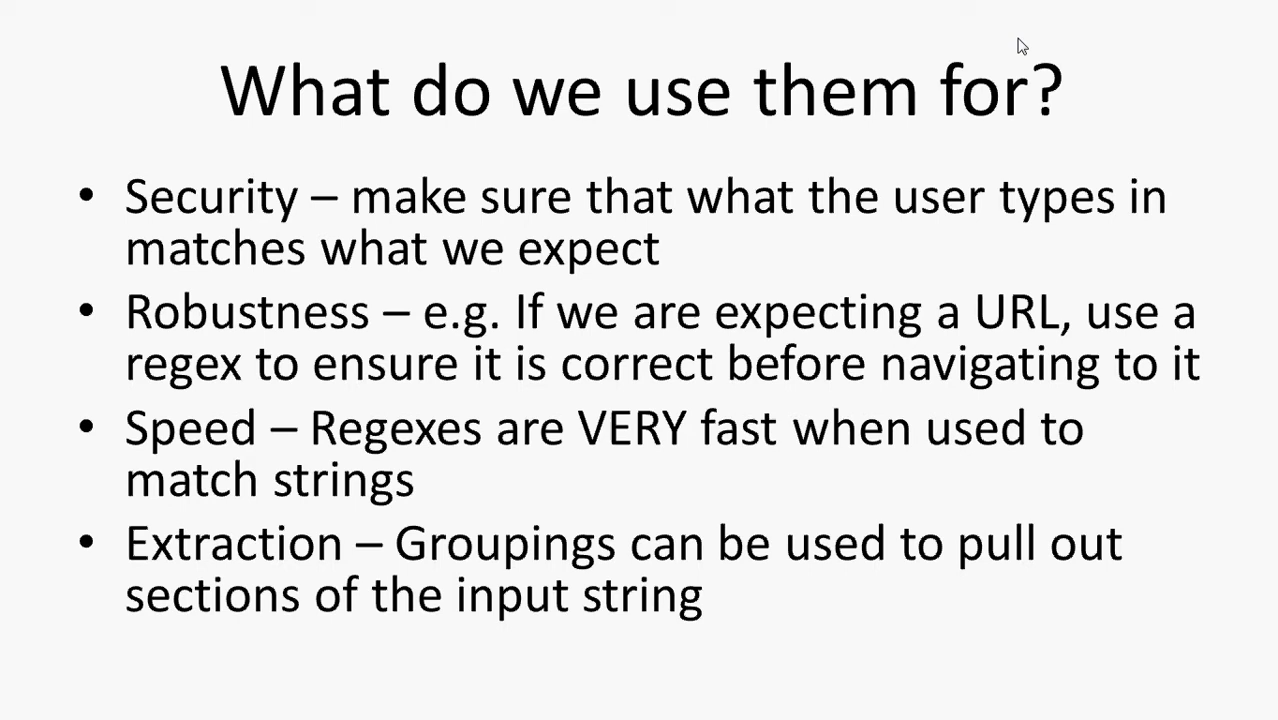 What do we use them for?
• Security – make sure that what the user types in
matches what we expect
• Robustness – e.g. If we are expecting a URL, use a
regex to ensure it is correct before navigating to it
• Speed – Regexes are VERY fast when used to
match strings
• Extraction – Groupings can be used to pull out
sections of the input string